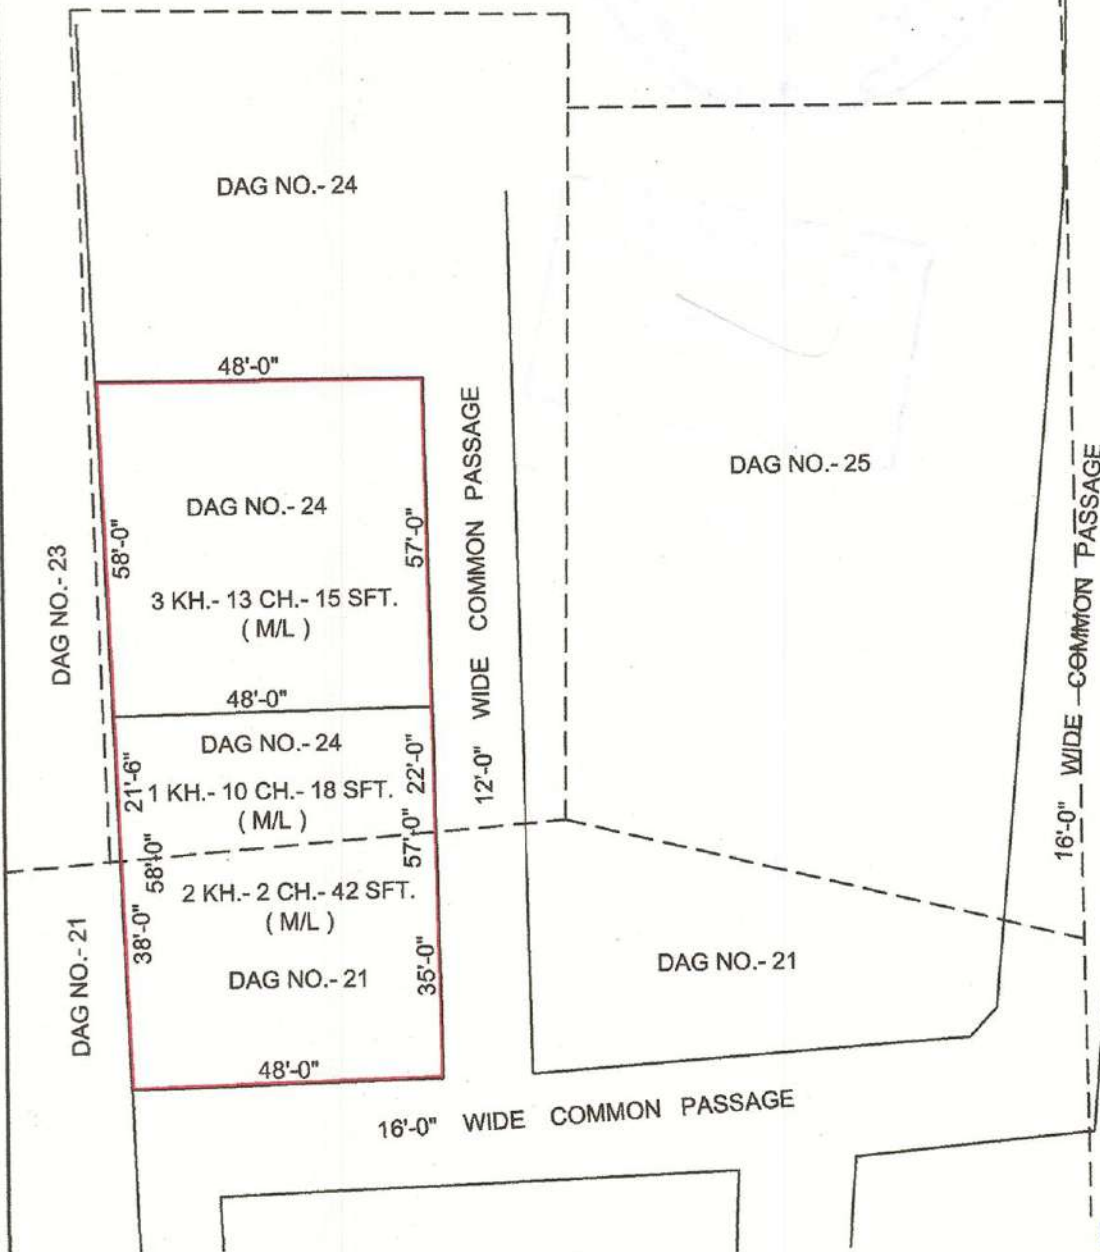 DAG NO.- 24
48'-0"
DAG NO.- 24
58'-0"
57'-0"
3 KH.- 13 CH.- 15 SFT.
( M/L )
DAG NO.- 23
12'-0" WIDE COMMON PASSAGE
DAG NO.- 25
16'-0" WIDE COMMON PASSAGE
48'-0"
DAG NO.- 24
21'-6"
22'-0"
1 KH.- 10 CH.- 18 SFT.
( M/L )
58'-0"
57'-0"
2 KH.- 2 CH.- 42 SFT.
( M/L )
38'-0"
35'-0"
DAG NO.- 21
DAG NO.- 21
DAG NO.- 21
48'-0"
16'-0" WIDE COMMON PASSAGE